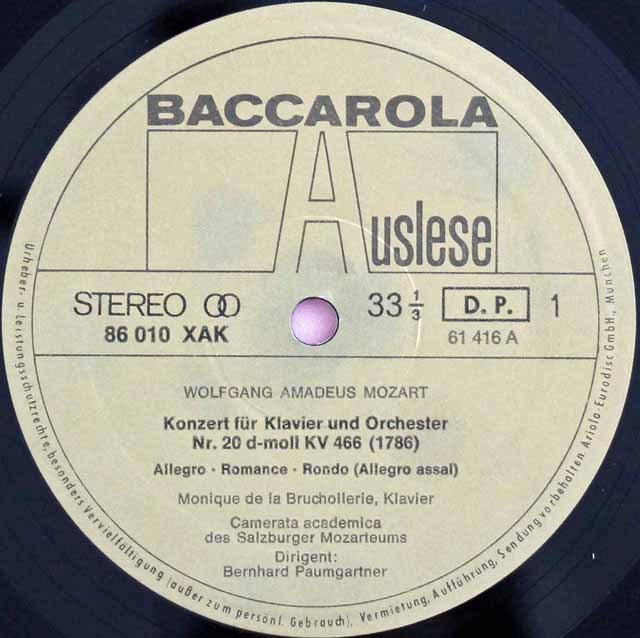 BACCAROLA
Auslese
STEREO
33 1/3
D. P.
1
86 010 XAK
61 416 A
WOLFGANG AMADEUS MOZART
Konzert für Klavier und Orchester
Nr. 20 d-moll KV 466 (1786)
Allegro · Romance · Rondo (Allegro assal)
Monique de la Bruchollerie, Klavier
Camerata academica
des Salzburger Mozarteums
Dirigent:
Bernhard Paumgartner
Urheber- u. Leistungsschutzrechte, besonders Vervielfältigung (außer zum persönl. Gebrauch), Vermietung, Aufführung, Sendung vorbehalten. Ariola-Eurodisc GmbH., München